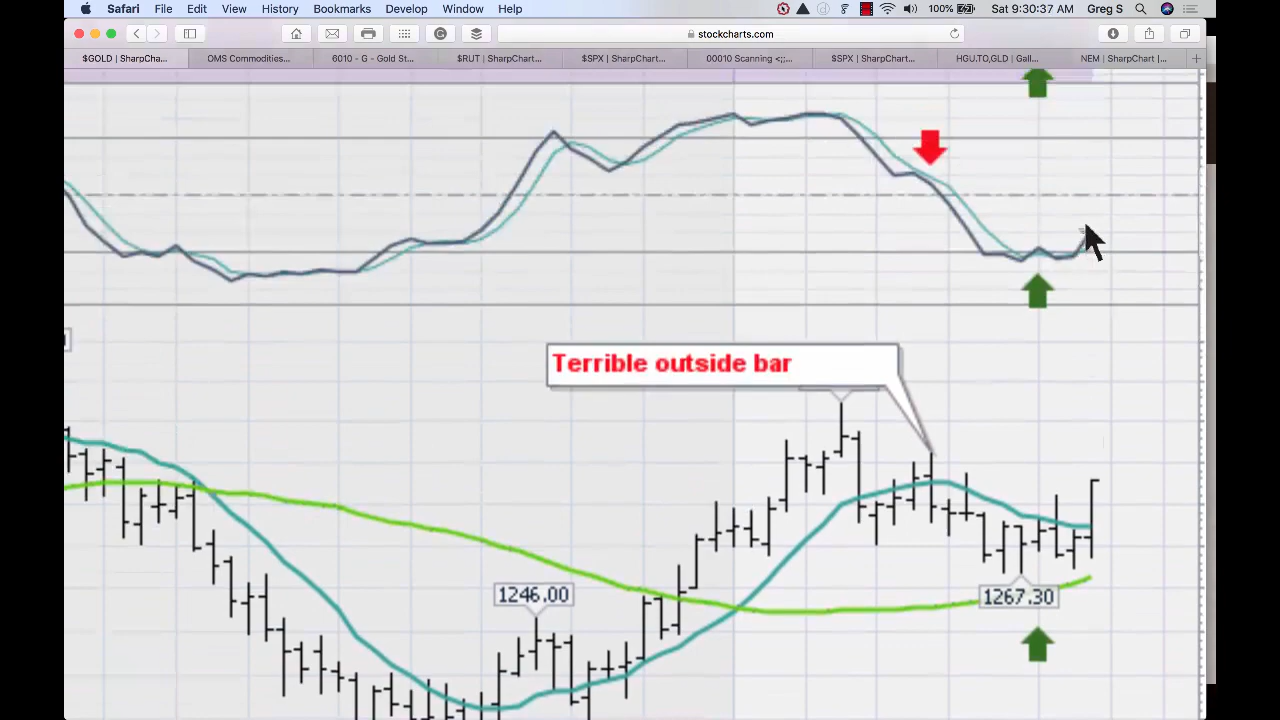 Safari File Edit View History Bookmarks Develop Window Help 100% Sat 9:30:37 AM Greg S
stockcharts.com
$GOLD | SharpCha... OMS Commodities... 6010 - G - Gold St... $RUT | SharpChart... $SPX | SharpChart... 00010 Scanning <;;... $SPX | SharpChart... HGU.TO,GLD | Gall... NEM | SharpChart |...
Terrible outside bar
1246.00
1267.30